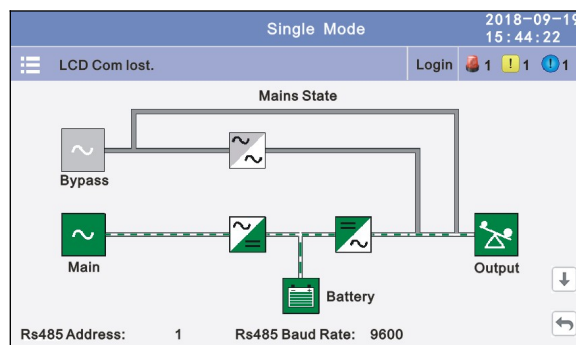 Single Mode
2018-09-19
15:44:22
LCD Com lost.
Login 1 ! 1 ! 1
Mains State
Bypass
Main
Output
Battery
Rs485 Address: 1 Rs485 Baud Rate: 9600